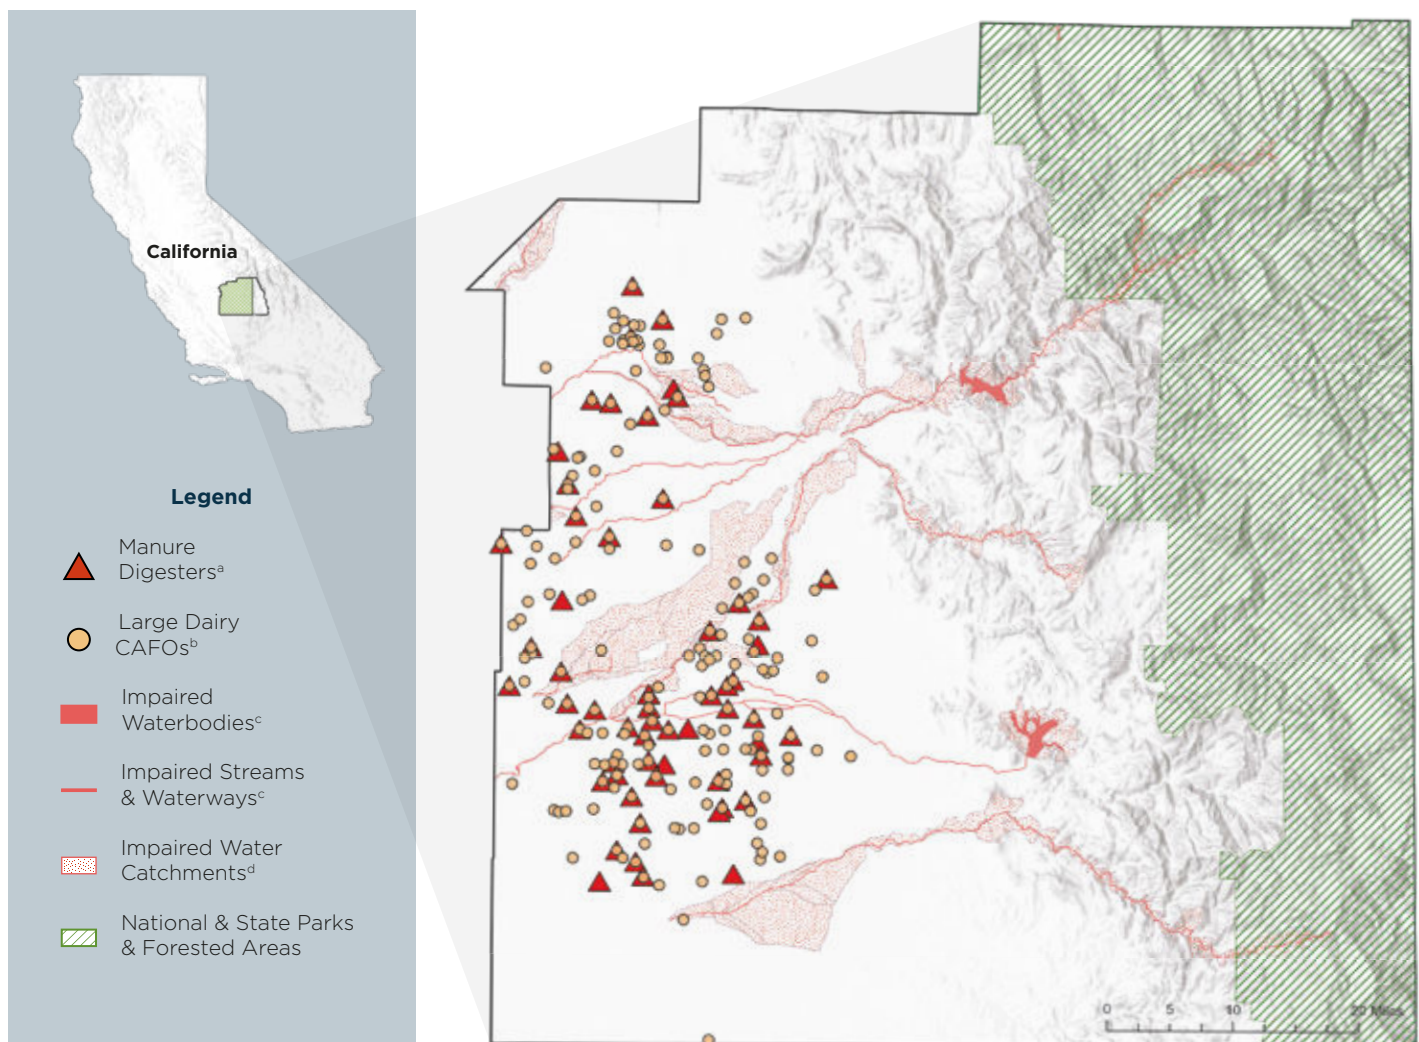 California
Legend
Manure
Digestersᵃ
Large Dairy
CAFOsᵇ
Impaired
Waterbodiesᶜ
Impaired Streams
& Waterwaysᶜ
Impaired Water
Catchmentsᵈ
National & State Parks
& Forested Areas
0 5 10 20 Miles